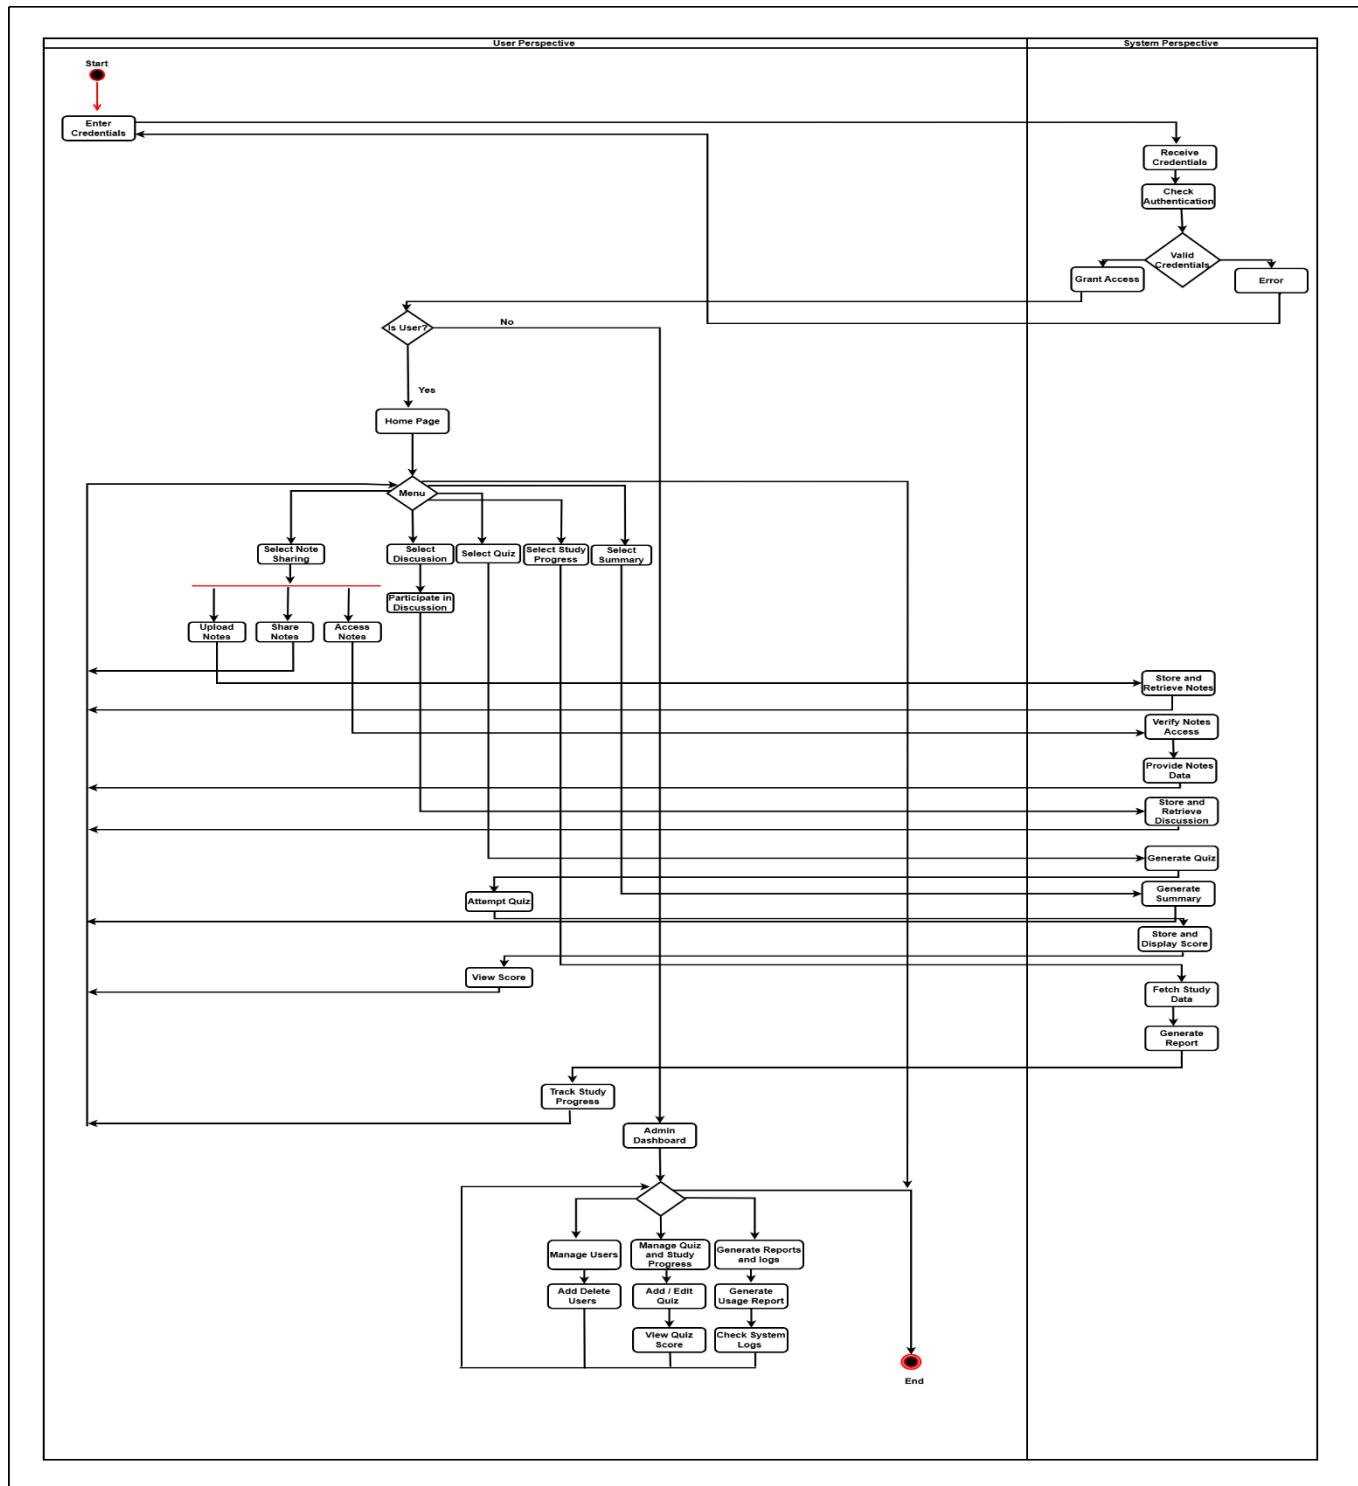 User Perspective
System Perspective
Start
Enter
Credentials
Receive
Credentials
Check
Authentication
Valid
Credentials
Grant Access
Error
Is User?
No
Yes
Home Page
Menu
Select Note
Sharing
Select
Discussion
Select Quiz
Select Study
Progress
Select
Summary
Participate in
Discussion
Upload
Notes
Share
Notes
Access
Notes
Store and
Retrieve Notes
Verify Notes
Access
Provide Notes
Data
Store and
Retrieve
Discussion
Generate Quiz
Attempt Quiz
Generate
Summary
Store and
Display Score
View Score
Fetch Study
Data
Generate
Report
Track Study
Progress
Admin
Dashboard
Manage Users
Manage Quiz
and Study
Progress
Generate Reports
and logs
Add Delete
Users
Add / Edit
Quiz
Generate
Usage Report
View Quiz
Score
Check System
Logs
End